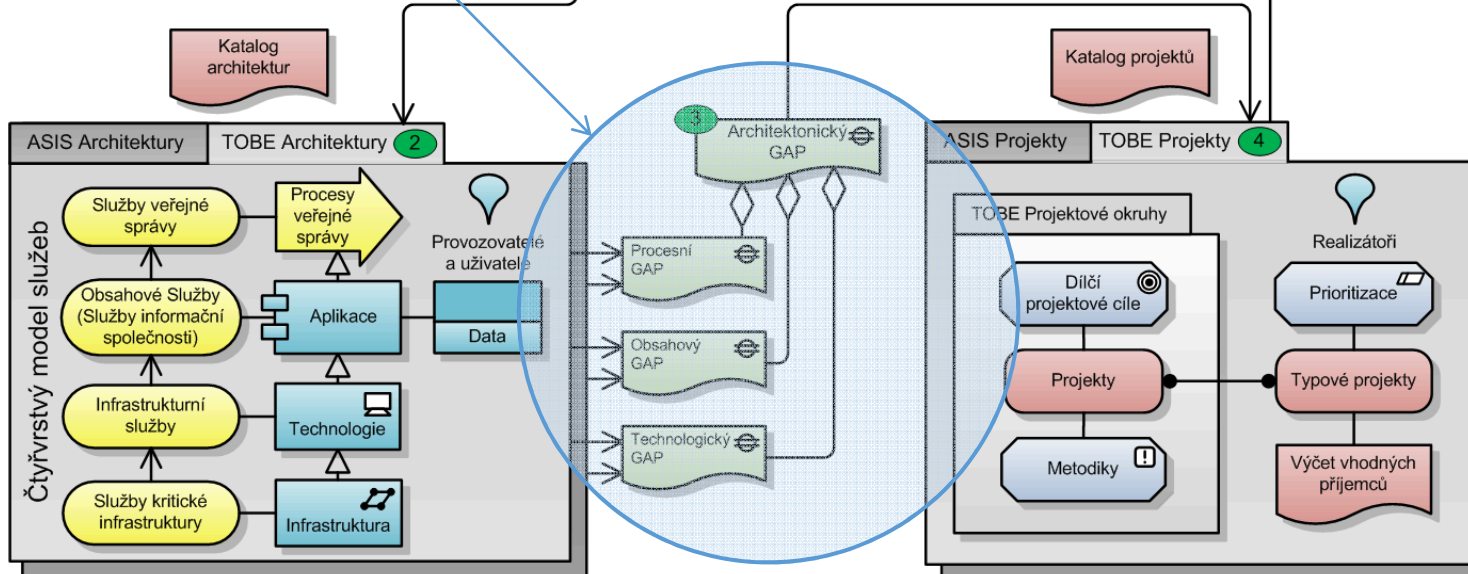 Katalog
architektur
Katalog projektů
ASIS Architektury
TOBE Architektury
2
Čtyřvrstvý model služeb
Služby veřejné
správy
Procesy
veřejné
správy
Provozovatelé
a uživatelé
Obsahové Služby
(Služby informační
společnosti)
Aplikace
Data
Infrastrukturní
služby
Technologie
Služby kritické
infrastruktury
Infrastruktura
3
Architektonický
GAP
Procesní
GAP
Obsahový
GAP
Technologický
GAP
ASIS Projekty
TOBE Projekty
4
TOBE Projektové okruhy
Dílčí
projektové cíle
Projekty
Metodiky
Realizátoři
Prioritizace
Typové projekty
Výčet vhodných
příjemců